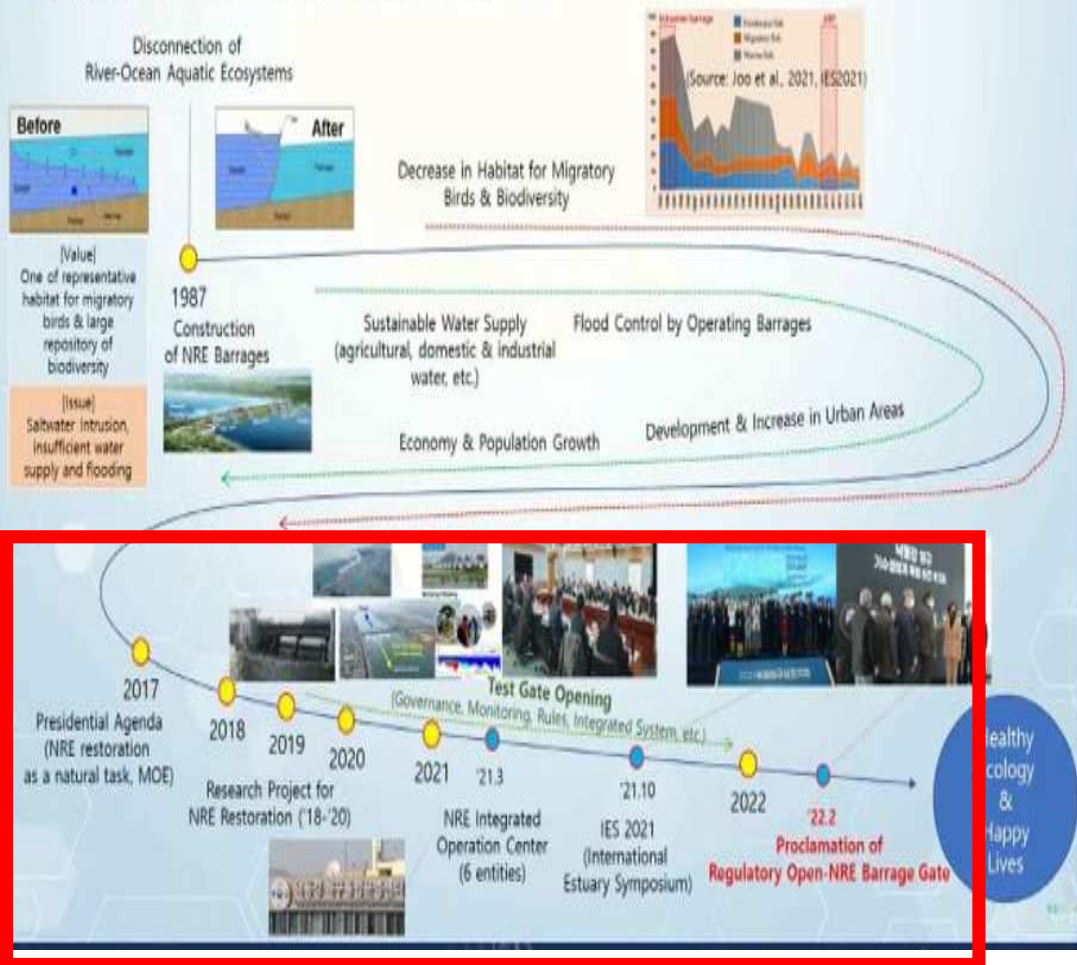 Disconnection of
River-Ocean Aquatic Ecosystems
(Source: Joo et al., 2021, IES2021)
Before
After
Decrease in Habitat for Migratory
Birds & Biodiversity
[Value]
One of representative
habitat for migratory
birds & large
repository of
biodiversity
1987
Construction
of NRE Barrages
Sustainable Water Supply
(agricultural, domestic & industrial
water, etc.)
Flood Control by Operating Barrages
[Issue]
Saltwater Intrusion,
insufficient water
supply and flooding
Economy & Population Growth
Development & Increase in Urban Areas
2017
Presidential Agenda
(NRE restoration
as a natural task, MOE)
2018
2019
2020
Research Project for
NRE Restoration ('18-'20)
Test Gate Opening
(Governance, Monitoring, Rules, Integrated System, etc.)
2021
'21.3
NRE Integrated
Operation Center
(6 entities)
'21.10
IES 2021
(International
Estuary Symposium)
2022
'22.2
Proclamation of
Regulatory Open-NRE Barrage Gate
ealthy
cology
&
appy
Lives